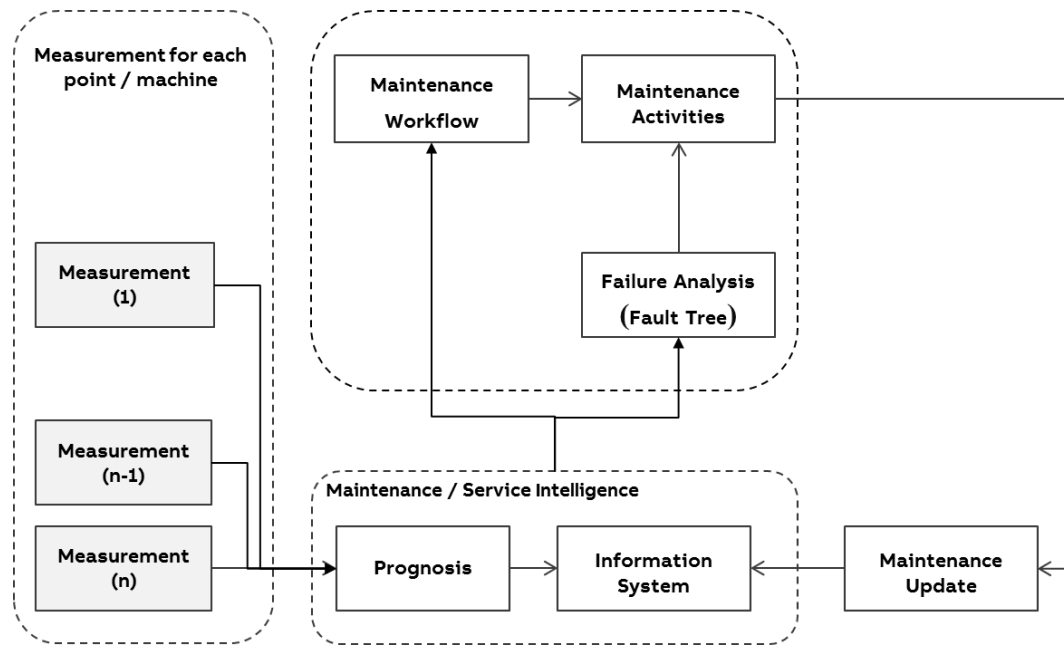 Measurement for each
point / machine
Measurement
(1)
Measurement
(n-1)
Measurement
(n)
Maintenance
Workflow
Maintenance
Activities
Failure Analysis
(Fault Tree)
Maintenance / Service Intelligence
Prognosis
Information
System
Maintenance
Update